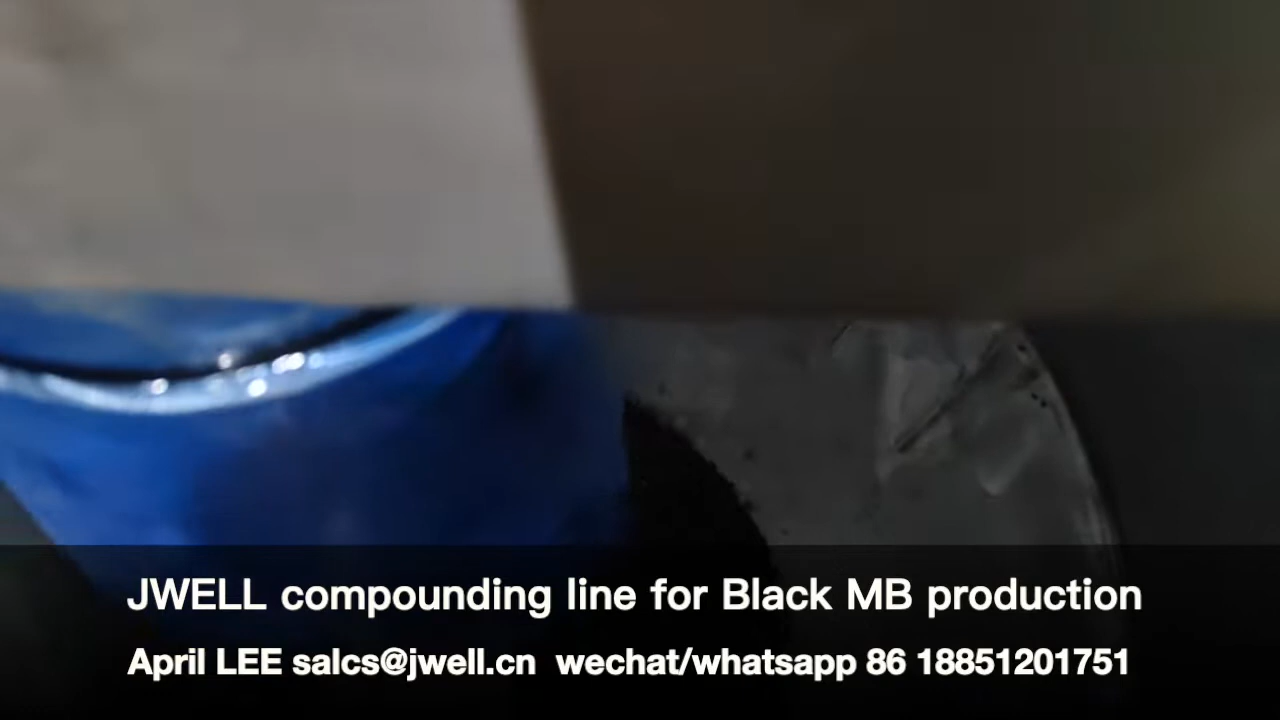 JWELL compounding line for Black MB production
April LEE salcs@jwell.cn wechat/whatsapp 86 18851201751